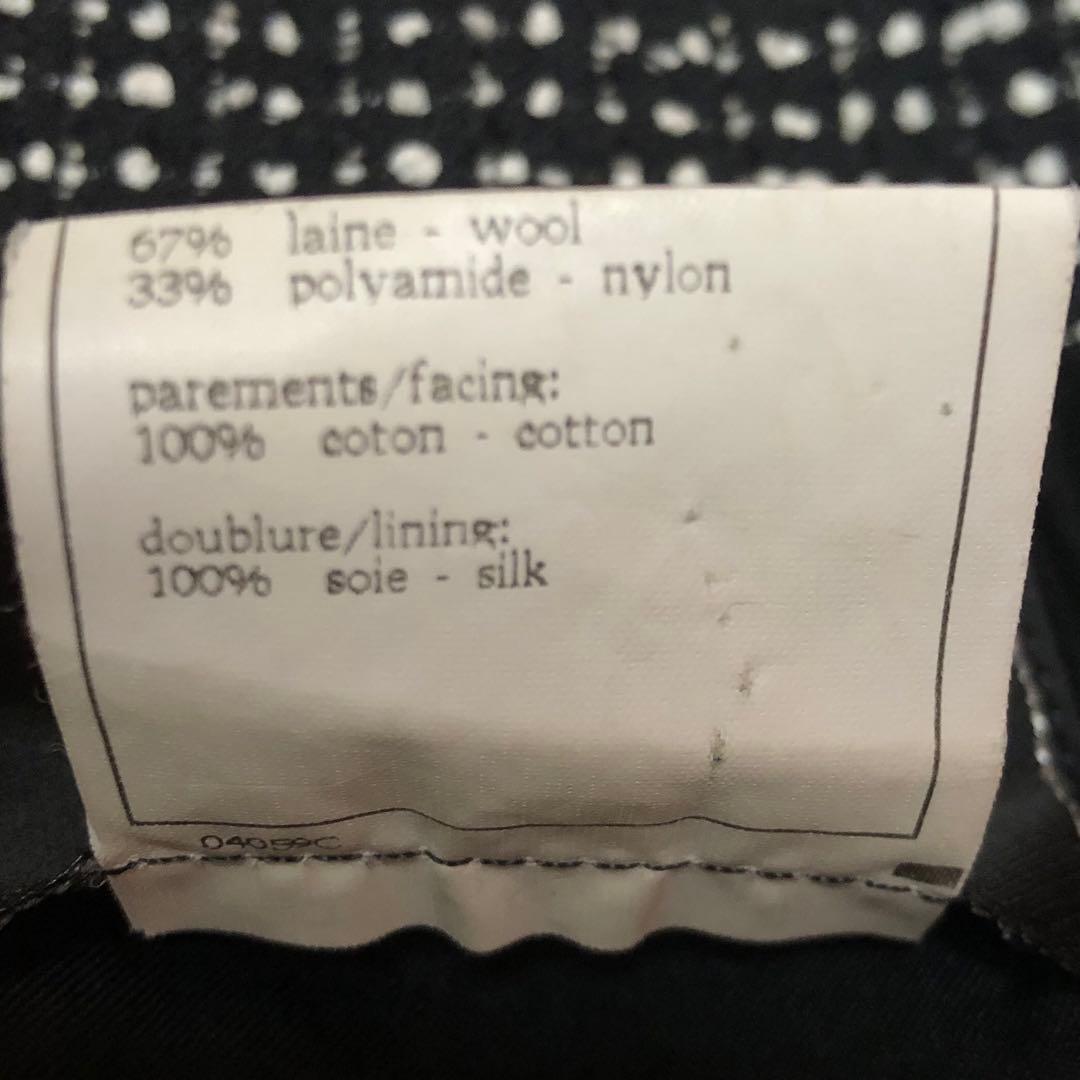 67% laine - wool
33% polyamide - nylon
parements/facing:
100% coton - cotton
doublure/lining:
100% soie - silk
04059C